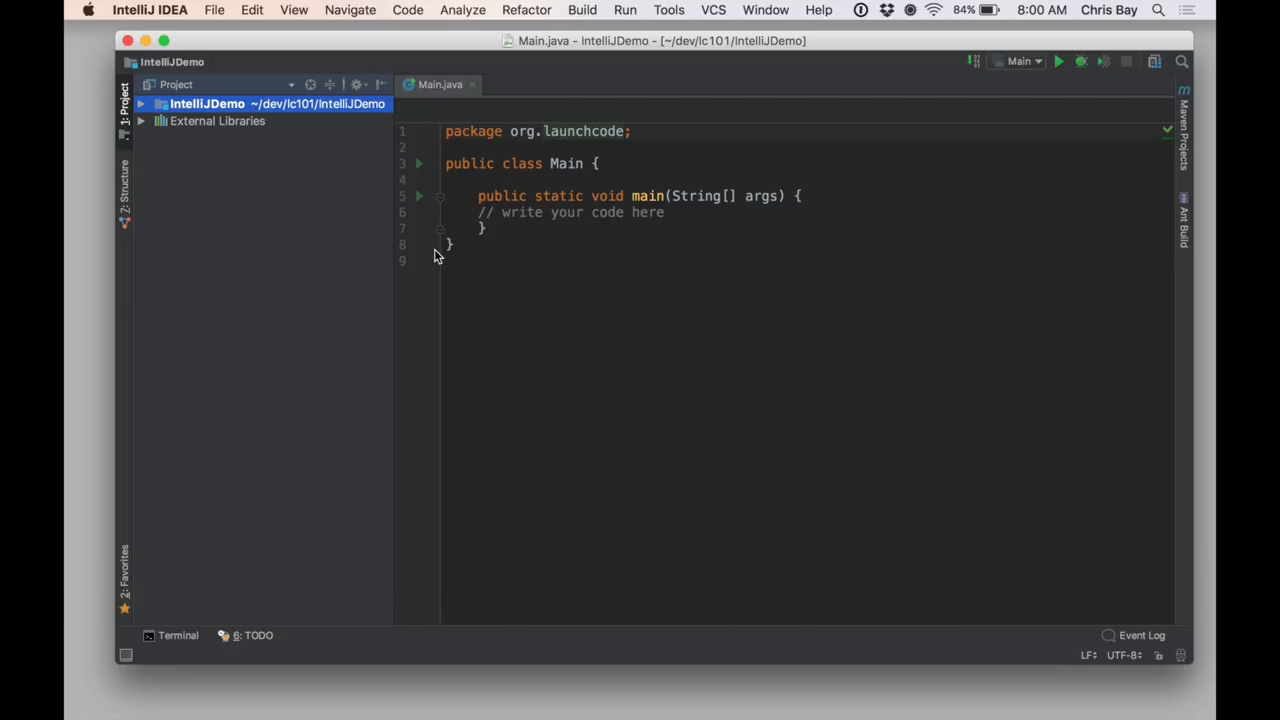 IntelliJ IDEA File Edit View Navigate Code Analyze Refactor Build Run Tools VCS Window Help 84% 8:00 AM Chris Bay
Main.java - IntelliJDemo - [~/dev/lc101/IntelliJDemo]
IntelliJDemo Main
Project Main.java
1: Project
IntelliJDemo ~/dev/lc101/IntelliJDemo
External Libraries
7: Structure
2: Favorites
1 package org.launchcode;
2
3 public class Main {
4
5 public static void main(String[] args) {
6 // write your code here
7 }
8 }
9
Maven Projects
Ant Build
Terminal 6: TODO Event Log
LF UTF-8